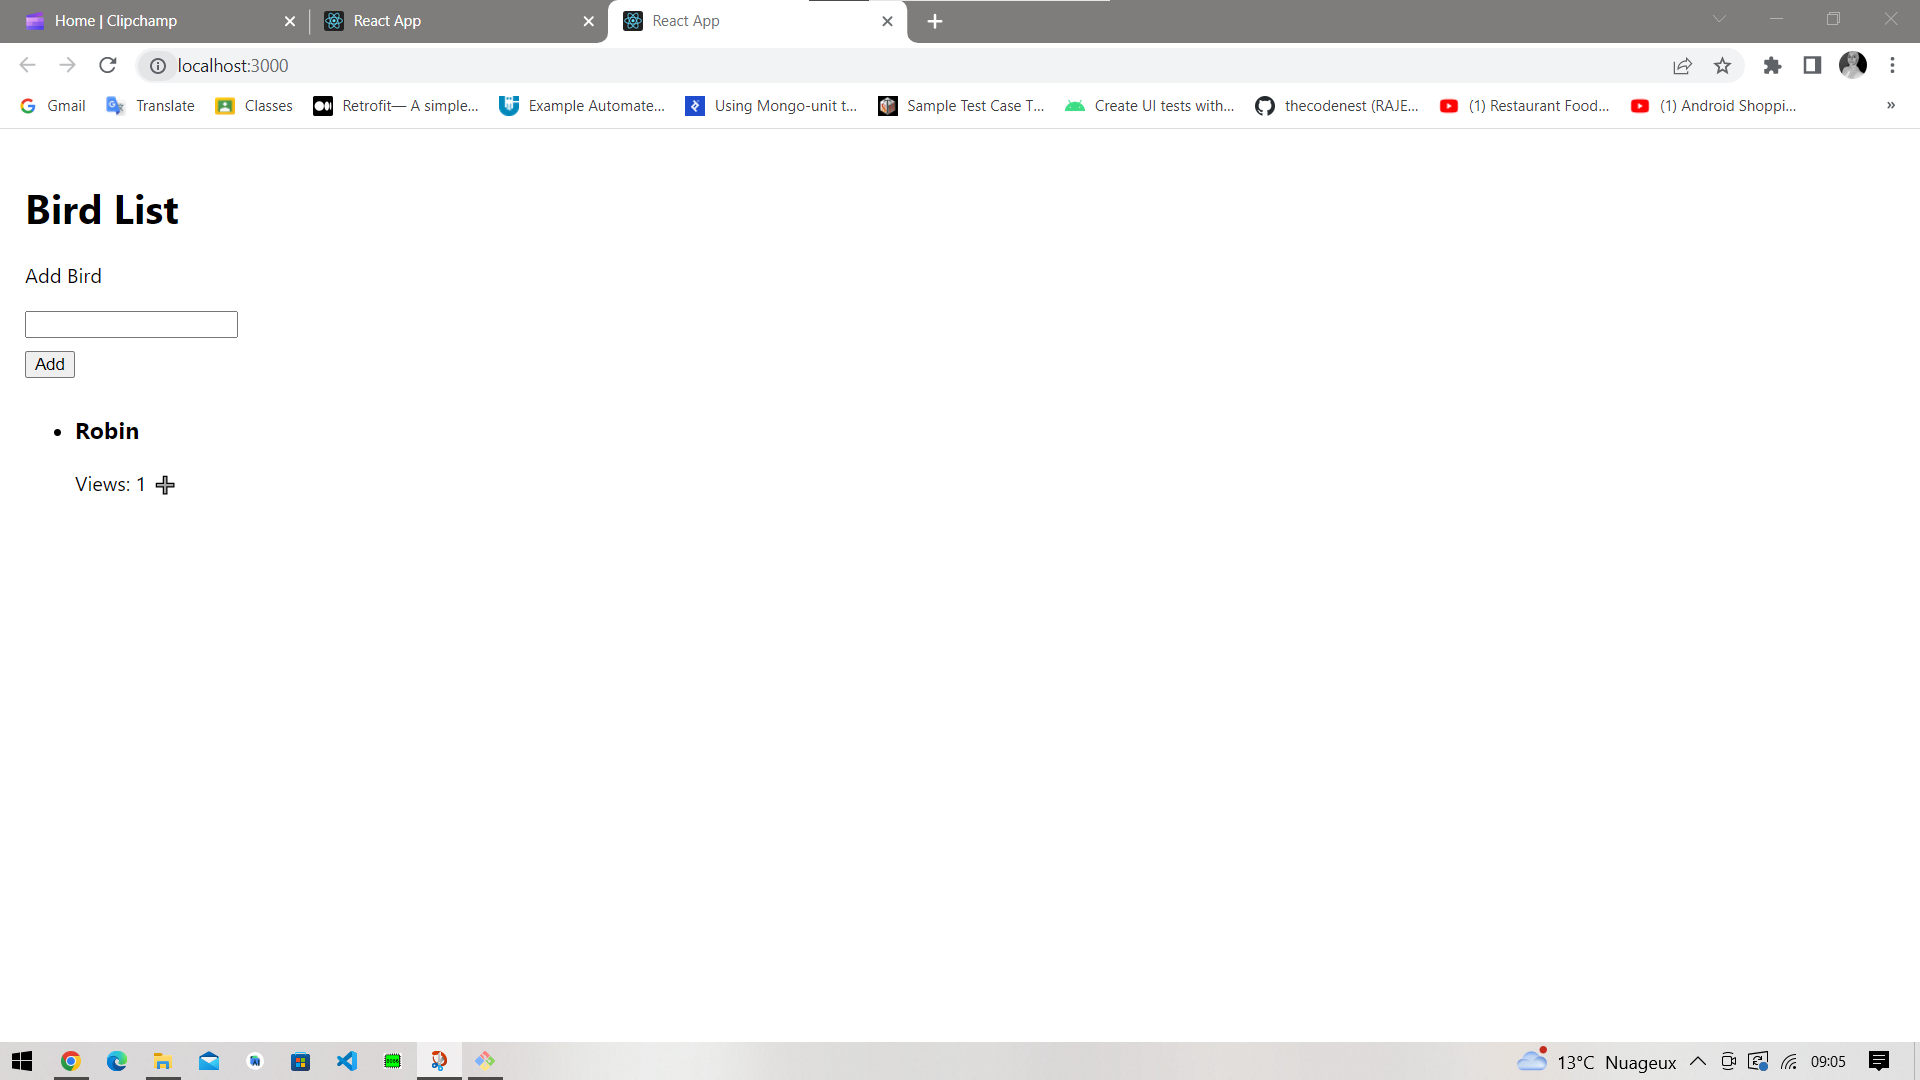 Home | Clipchamp
React App
React App
localhost:3000
Gmail
Translate
Classes
Retrofit— A simple...
Example Automate...
Using Mongo-unit t...
Sample Test Case T...
Create UI tests with...
thecodenest (RAJE...
(1) Restaurant Food...
(1) Android Shoppi...
»
Bird List
Add Bird
Add
• Robin
Views: 1
13°C Nuageux
09:05